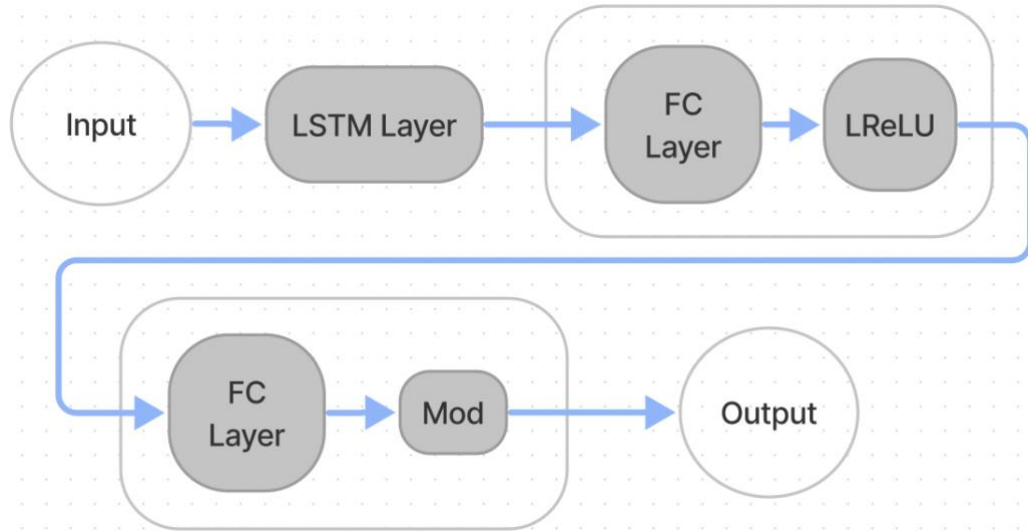 Input
LSTM Layer
FC
Layer
LReLU
FC
Layer
Mod
Output